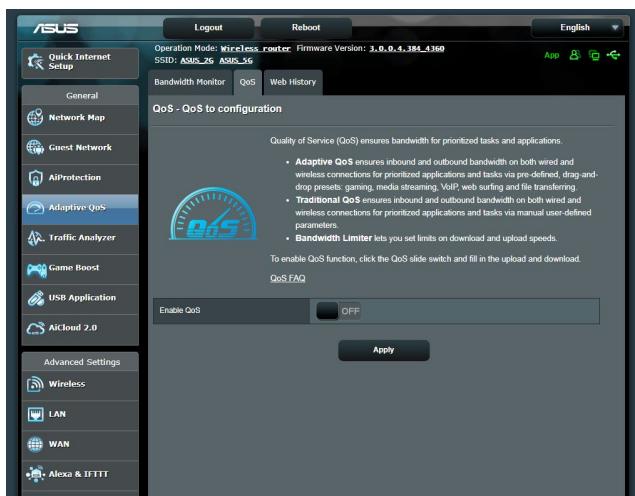 ASUS
Logout
Reboot
English
Operation Mode: Wireless router Firmware Version: 3.0.0.4.384_4360
SSID: ASUS_2G ASUS_5G
App
Quick Internet
Setup
General
Network Map
Guest Network
AiProtection
Adaptive QoS
Traffic Analyzer
Game Boost
USB Application
AiCloud 2.0
Advanced Settings
Wireless
LAN
WAN
Alexa & IFTTT
Bandwidth Monitor
QoS
Web History
QoS - QoS to configuration
QoS
Quality of Service (QoS) ensures bandwidth for prioritized tasks and applications.
• Adaptive QoS ensures inbound and outbound bandwidth on both wired and
wireless connections for prioritized applications and tasks via pre-defined, drag-and-
drop presets: gaming, media streaming, VoIP, web surfing and file transferring.
• Traditional QoS ensures inbound and outbound bandwidth on both wired and
wireless connections for prioritized applications and tasks via manual user-defined
parameters.
• Bandwidth Limiter lets you set limits on download and upload speeds.
To enable QoS function, click the QoS slide switch and fill in the upload and download.
QoS FAQ
Enable QoS
OFF
Apply